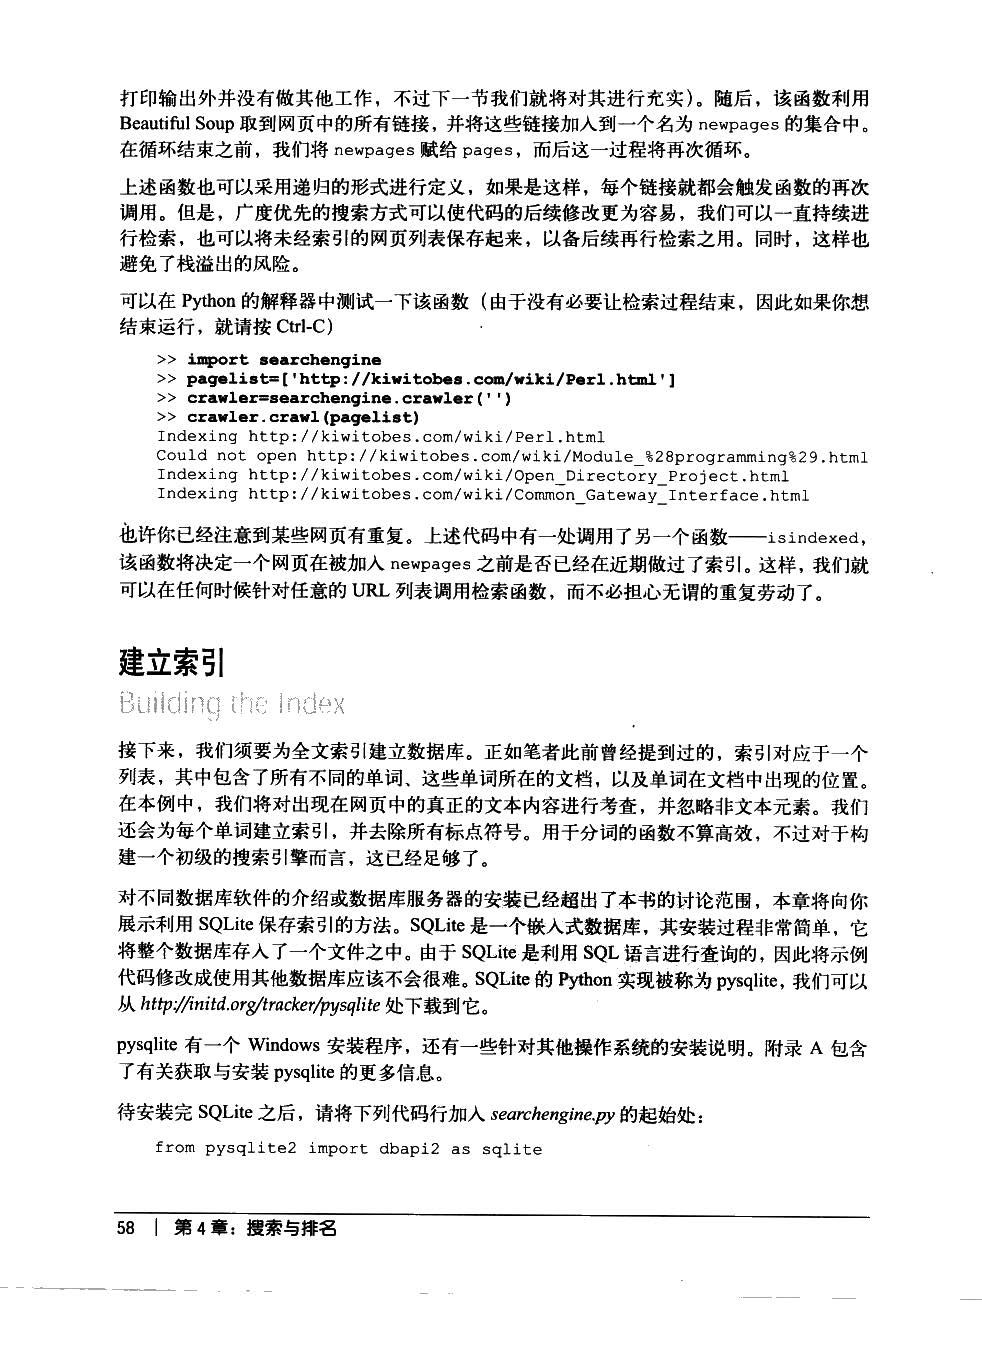 打印输出外并没有做其他工作，不过下一节我们就将对其进行充实）。随后，该函数利用
Beautiful Soup 取到网页中的所有链接，并将这些链接加入到一个名为 newpages 的集合中。
在循环结束之前，我们将 newpages 赋给 pages，而后这一过程将再次循环。
上述函数也可以采用递归的形式进行定义，如果是这样，每个链接就都会触发函数的再次
调用。但是，广度优先的搜索方式可以使代码的后续修改更为容易，我们可以一直持续进
行检索，也可以将未经索引的网页列表保存起来，以备后续再行检索之用。同时，这样也
避免了栈溢出的风险。
可以在 Python 的解释器中测试一下该函数（由于没有必要让检索过程结束，因此如果你想
结束运行，就请按 Ctrl-C）
>> import searchengine
>> pagelist=['http://kiwitobes.com/wiki/Perl.html']
>> crawler=searchengine.crawler('')
>> crawler.crawl(pagelist)
Indexing http://kiwitobes.com/wiki/Perl.html
Could not open http://kiwitobes.com/wiki/Module_%28programming%29.html
Indexing http://kiwitobes.com/wiki/Open_Directory_Project.html
Indexing http://kiwitobes.com/wiki/Common_Gateway_Interface.html
也许你已经注意到某些网页有重复。上述代码中有一处调用了另一个函数——isindexed，
该函数将决定一个网页在被加入 newpages 之前是否已经在近期做过了索引。这样，我们就
可以在任何时候针对任意的 URL 列表调用检索函数，而不必担心无谓的重复劳动了。
建立索引
Building the Index
接下来，我们须要为全文索引建立数据库。正如笔者此前曾经提到过的，索引对应于一个
列表，其中包含了所有不同的单词、这些单词所在的文档，以及单词在文档中出现的位置。
在本例中，我们将对出现在网页中的真正的文本内容进行考查，并忽略非文本元素。我们
还会为每个单词建立索引，并去除所有标点符号。用于分词的函数不算高效，不过对于构
建一个初级的搜索引擎而言，这已经足够了。
对不同数据库软件的介绍或数据库服务器的安装已经超出了本书的讨论范围，本章将向你
展示利用 SQLite 保存索引的方法。SQLite 是一个嵌入式数据库，其安装过程非常简单，它
将整个数据库存入了一个文件之中。由于 SQLite 是利用 SQL 语言进行查询的，因此将示例
代码修改成使用其他数据库应该不会很难。SQLite 的 Python 实现被称为 pysqlite，我们可以
从 http://initd.org/tracker/pysqlite 处下载到它。
pysqlite 有一个 Windows 安装程序，还有一些针对其他操作系统的安装说明。附录 A 包含
了有关获取与安装 pysqlite 的更多信息。
待安装完 SQLite 之后，请将下列代码行加入 searchengine.py 的起始处：
from pysqlite2 import dbapi2 as sqlite
58 | 第 4 章：搜索与排名